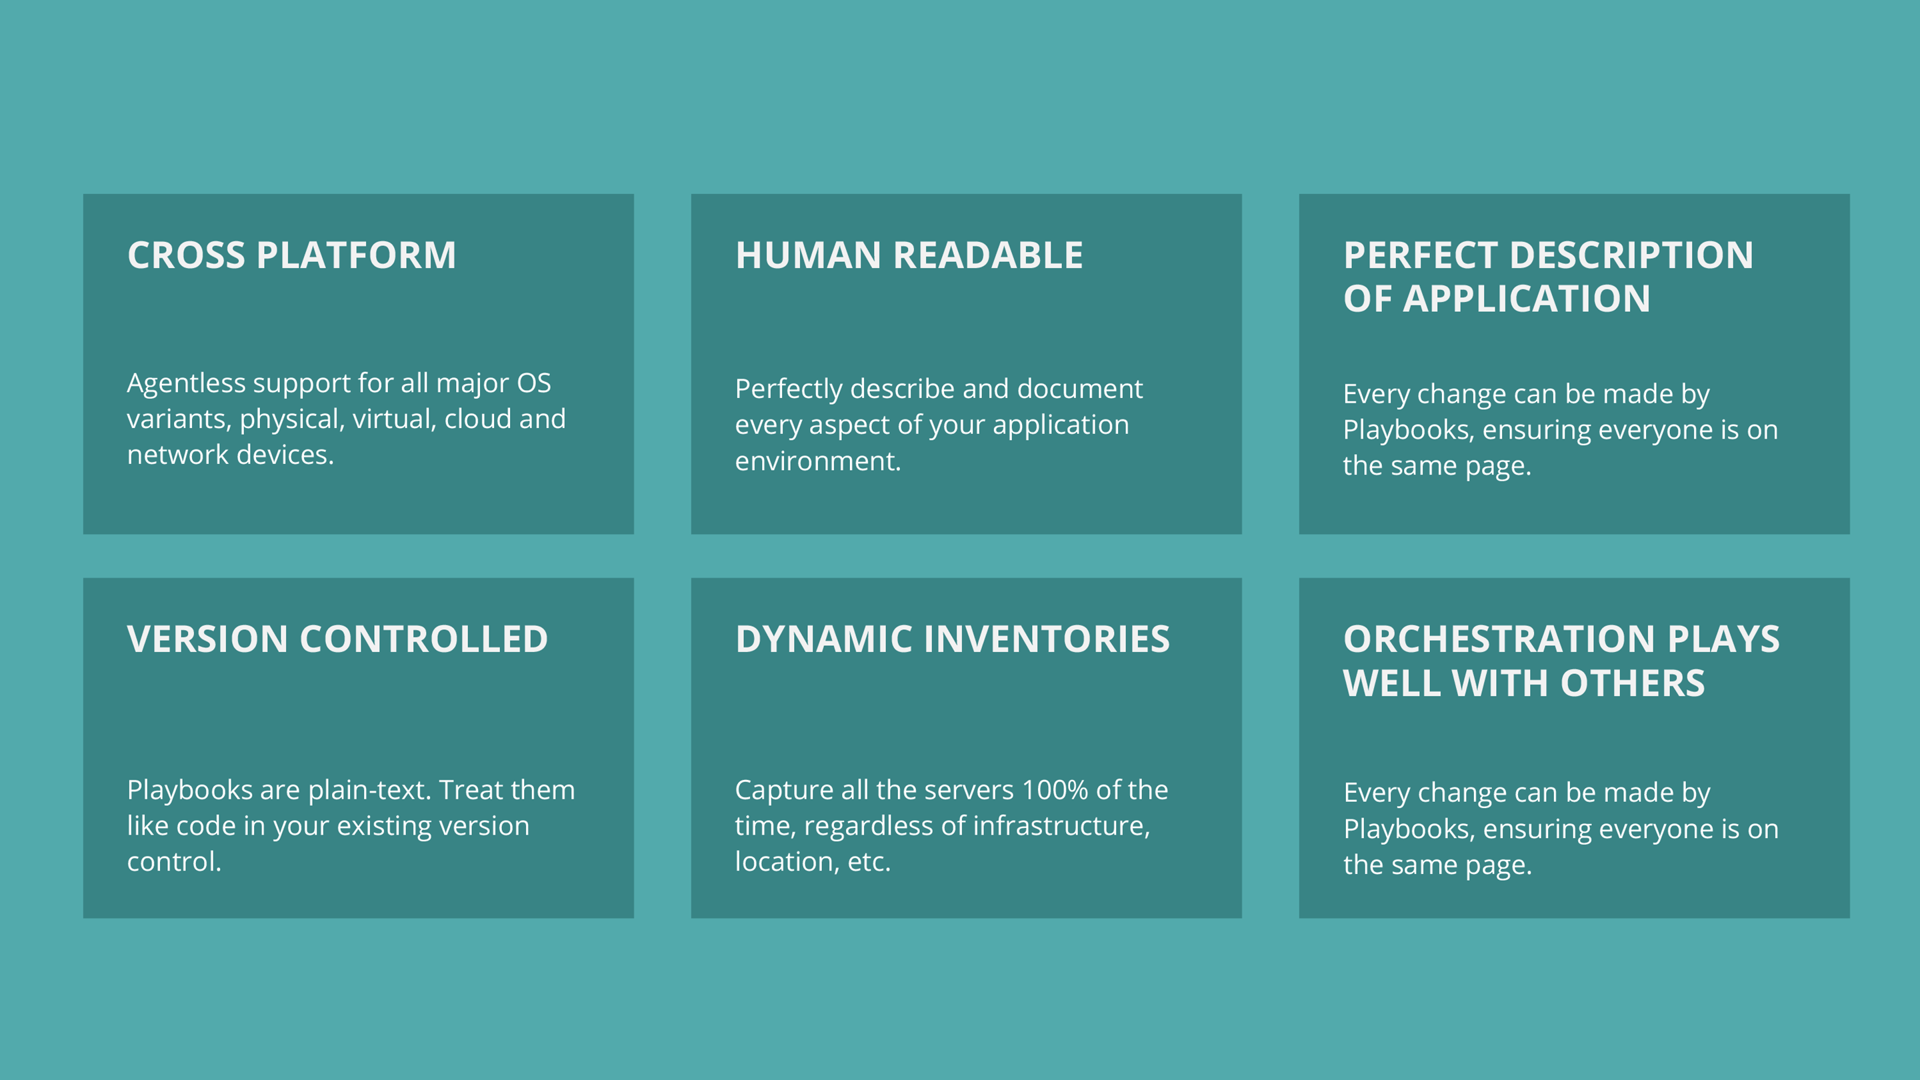 CROSS PLATFORM
Agentless support for all major OS
variants, physical, virtual, cloud and
network devices.
HUMAN READABLE
Perfectly describe and document
every aspect of your application
environment.
PERFECT DESCRIPTION
OF APPLICATION
Every change can be made by
Playbooks, ensuring everyone is on
the same page.
VERSION CONTROLLED
Playbooks are plain-text. Treat them
like code in your existing version
control.
DYNAMIC INVENTORIES
Capture all the servers 100% of the
time, regardless of infrastructure,
location, etc.
ORCHESTRATION PLAYS
WELL WITH OTHERS
Every change can be made by
Playbooks, ensuring everyone is on
the same page.